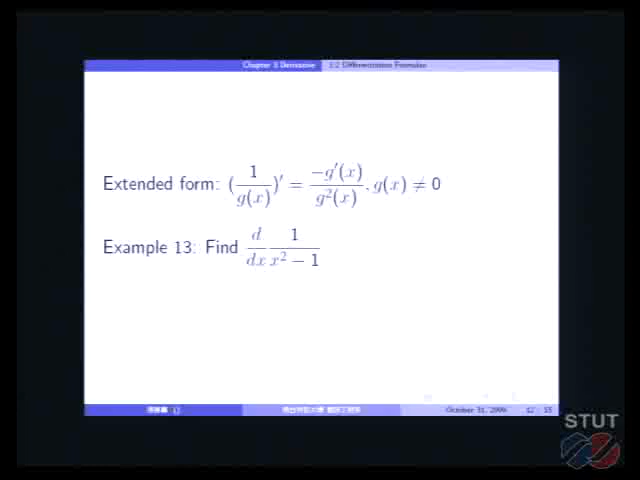 Chapter 3 Derivative 3.2 Differentiation Formulas
Extended form: (1/g(x))′ = −g′(x)/g²(x), g(x) ≠ 0
Example 13: Find d/dx 1/x² − 1
October 31, 2006
STUT